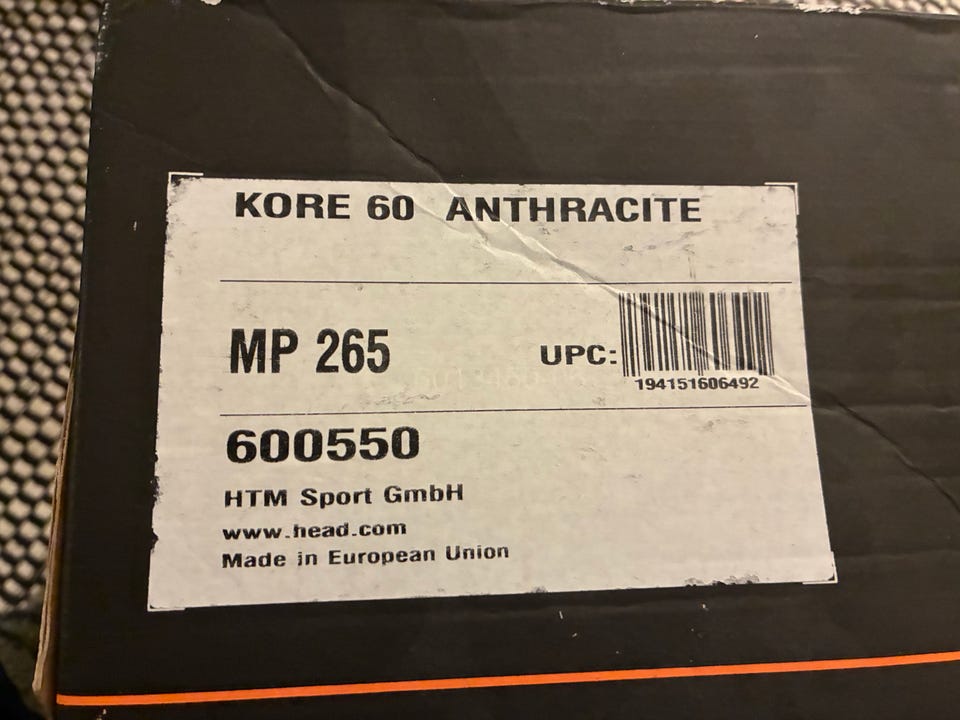 KORE 60 ANTHRACITE
MP 265
UPC:
194151606492
600550
HTM Sport GmbH
www.head.com
Made in European Union